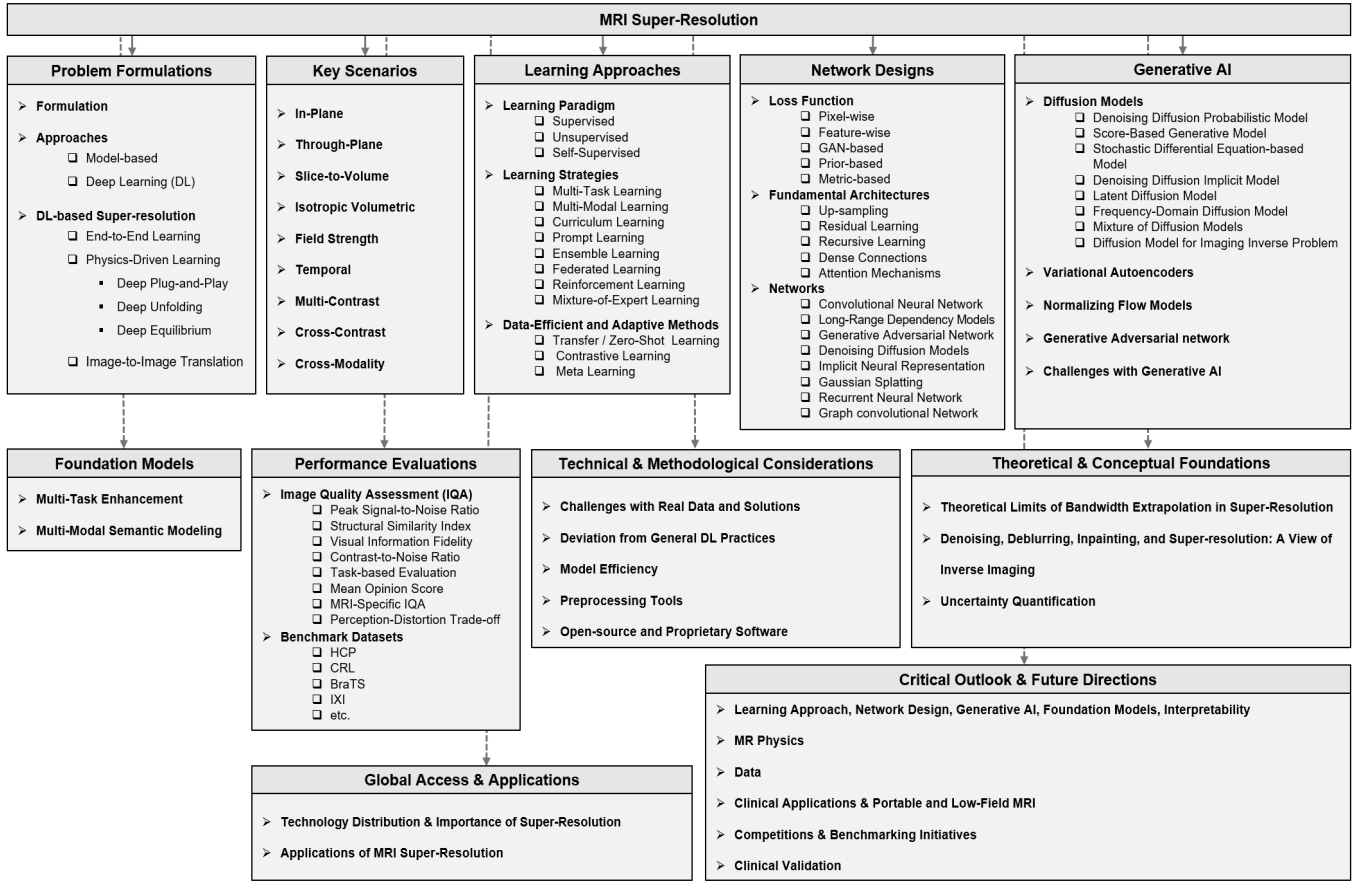 MRI Super-Resolution
Problem Formulations
Formulation
Approaches
Model-based
Deep Learning (DL)
DL-based Super-resolution
End-to-End Learning
Physics-Driven Learning
Deep Plug-and-Play
Deep Unfolding
Deep Equilibrium
Image-to-Image Translation
Key Scenarios
In-Plane
Through-Plane
Slice-to-Volume
Isotropic Volumetric
Field Strength
Temporal
Multi-Contrast
Cross-Contrast
Cross-Modality
Learning Approaches
Learning Paradigm
Supervised
Unsupervised
Self-Supervised
Learning Strategies
Multi-Task Learning
Multi-Modal Learning
Curriculum Learning
Prompt Learning
Ensemble Learning
Federated Learning
Reinforcement Learning
Mixture-of-Expert Learning
Data-Efficient and Adaptive Methods
Transfer / Zero-Shot Learning
Contrastive Learning
Meta Learning
Network Designs
Loss Function
Pixel-wise
Feature-wise
GAN-based
Prior-based
Metric-based
Fundamental Architectures
Up-sampling
Residual Learning
Recursive Learning
Dense Connections
Attention Mechanisms
Networks
Convolutional Neural Network
Long-Range Dependency Models
Generative Adversarial Network
Denoising Diffusion Models
Implicit Neural Representation
Gaussian Splatting
Recurrent Neural Network
Graph convolutional Network
Generative AI
Diffusion Models
Denoising Diffusion Probabilistic Model
Score-Based Generative Model
Stochastic Differential Equation-based
Model
Denoising Diffusion Implicit Model
Latent Diffusion Model
Frequency-Domain Diffusion Model
Mixture of Diffusion Models
Diffusion Model for Imaging Inverse Problem
Variational Autoencoders
Normalizing Flow Models
Generative Adversarial network
Challenges with Generative AI
Foundation Models
Multi-Task Enhancement
Multi-Modal Semantic Modeling
Performance Evaluations
Image Quality Assessment (IQA)
Peak Signal-to-Noise Ratio
Structural Similarity Index
Visual Information Fidelity
Contrast-to-Noise Ratio
Task-based Evaluation
Mean Opinion Score
MRI-Specific IQA
Perception-Distortion Trade-off
Benchmark Datasets
HCP
CRL
BraTS
IXI
etc.
Technical & Methodological Considerations
Challenges with Real Data and Solutions
Deviation from General DL Practices
Model Efficiency
Preprocessing Tools
Open-source and Proprietary Software
Theoretical & Conceptual Foundations
Theoretical Limits of Bandwidth Extrapolation in Super-Resolution
Denoising, Deblurring, Inpainting, and Super-resolution: A View of
Inverse Imaging
Uncertainty Quantification
Global Access & Applications
Technology Distribution & Importance of Super-Resolution
Applications of MRI Super-Resolution
Critical Outlook & Future Directions
Learning Approach, Network Design, Generative AI, Foundation Models, Interpretability
MR Physics
Data
Clinical Applications & Portable and Low-Field MRI
Competitions & Benchmarking Initiatives
Clinical Validation